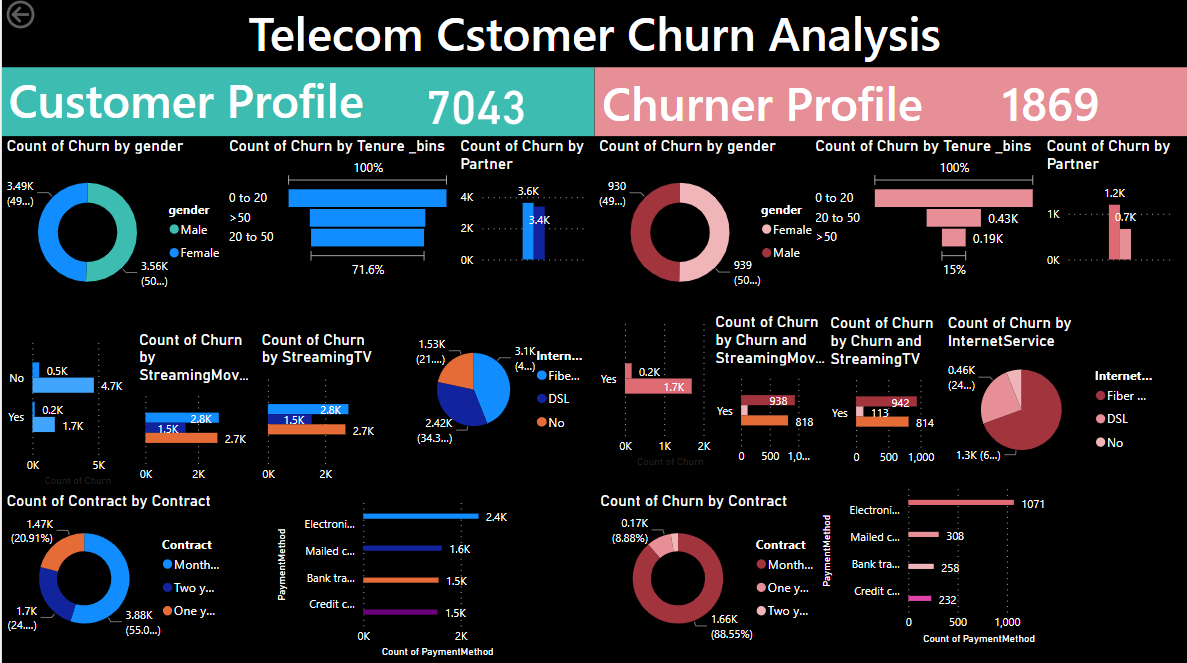 Telecom Cstomer Churn Analysis
Customer Profile
7043
Churner Profile
1869
Count of Churn by gender
3.49K
(49...)
3.56K
(50...)
gender
Male
Female
Count of Churn by Tenure _bins
100%
0 to 20
>50
20 to 50
71.6%
Count of Churn by
Partner
4K
2K
0K
3.6K
3.4K
Count of Churn by gender
930
(49...)
939
(50...)
gender
Female
Male
Count of Churn by Tenure _bins
100%
0 to 20
20 to 50
0.43K
>50
0.19K
15%
Count of Churn by
Partner
1K
0K
1.2K
0.7K
No
0.5K
4.7K
Yes
0.2K
1.7K
0K
5K
Count of Churn
Count of Churn
by
StreamingMov...
2.8K
1.5K
2.7K
0K
2K
Count of Churn
by StreamingTV
2.8K
1.5K
2.7K
0K
2K
1.53K
(21....)
3.1K
(4...)
2.42K
(34.3...)
Intern...
Fibe...
DSL
No
Yes
0.2K
1.7K
0K
1K
2K
Count of Churn
Count of Churn
by Churn and
StreamingMov...
Yes
938
818
0
500
1,0...
Count of Churn
by Churn and
StreamingTV
Yes
942
113
814
0
500
1,000
Count of Churn by
InternetService
0.46K
(24...)
1.3K (6...)
Internet...
Fiber ...
DSL
No
Count of Contract by Contract
1.47K
(20.91%)
1.7K
(24....)
3.88K
(55.0...)
Contract
Month...
Two y...
One y...
PaymentMethod
Electroni...
2.4K
Mailed c...
1.6K
Bank tra...
1.5K
Credit c...
1.5K
0K
2K
Count of PaymentMethod
Count of Churn by Contract
0.17K
(8.88%)
1.66K
(88.55%)
Contract
Month...
One y...
Two y...
PaymentMethod
Electroni...
1071
Mailed c...
308
Bank tra...
258
Credit c...
232
0
500
1,000
Count of PaymentMethod